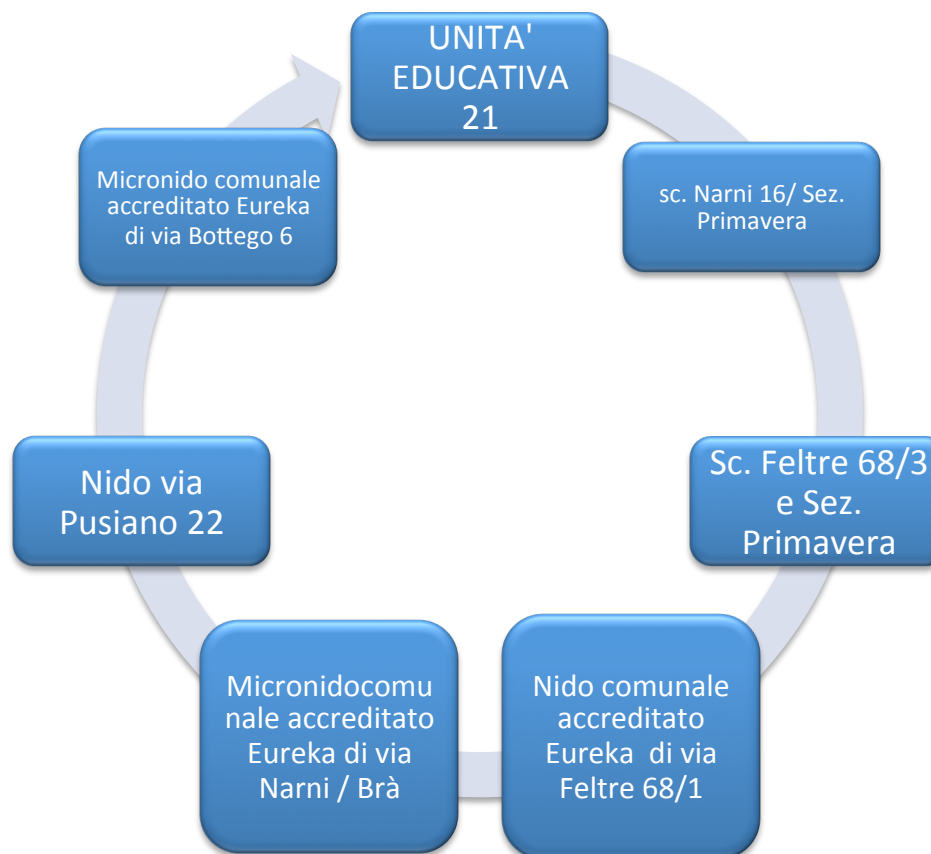 UNITA'
EDUCATIVA
21
sc. Narni 16/ Sez.
Primavera
Sc. Feltre 68/3
e Sez.
Primavera
Nido comunale
accreditato
Eureka di via
Feltre 68/1
Micronidocomu
nale accreditato
Eureka di via
Narni / Brà
Nido via
Pusiano 22
Micronido comunale
accreditato Eureka
di via Bottego 6